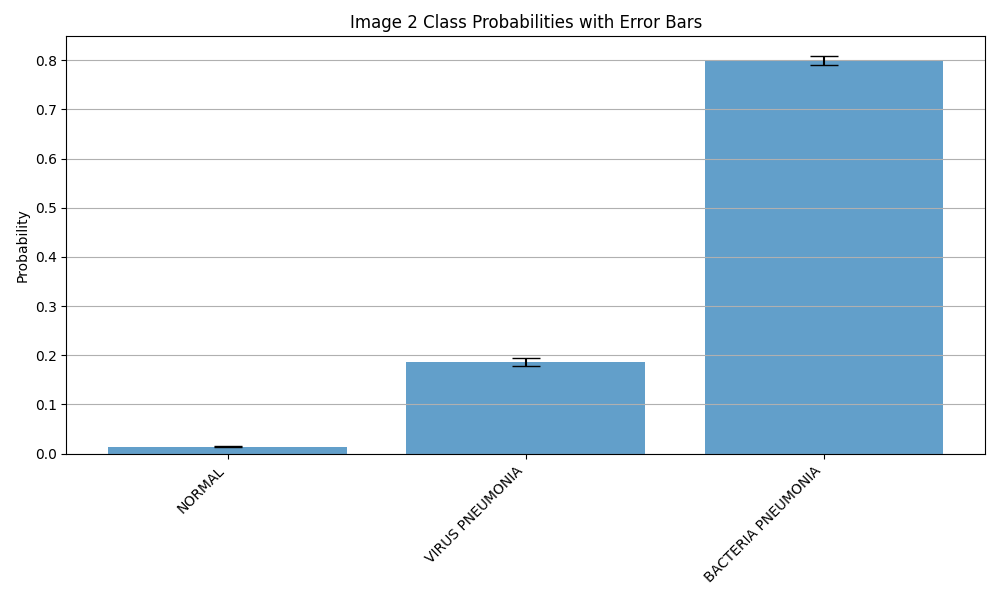 Image 2 Class Probabilities with Error Bars
Probability
0.8
0.7
0.6
0.5
0.4
0.3
0.2
0.1
0.0
NORMAL
VIRUS PNEUMONIA
BACTERIA PNEUMONIA